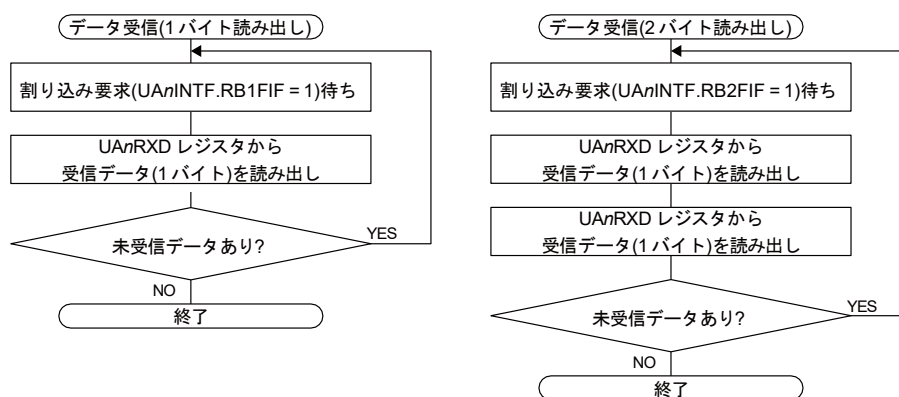 データ受信(1 バイト読み出し)
割り込み要求(UAnINTF.RB1FIF = 1)待ち
UAnRXD レジスタから
受信データ(1 バイト)を読み出し
未受信データあり?
YES
NO
終了
データ受信(2 バイト読み出し)
割り込み要求(UAnINTF.RB2FIF = 1)待ち
UAnRXD レジスタから
受信データ(1 バイト)を読み出し
UAnRXD レジスタから
受信データ(1 バイト)を読み出し
未受信データあり?
YES
NO
終了